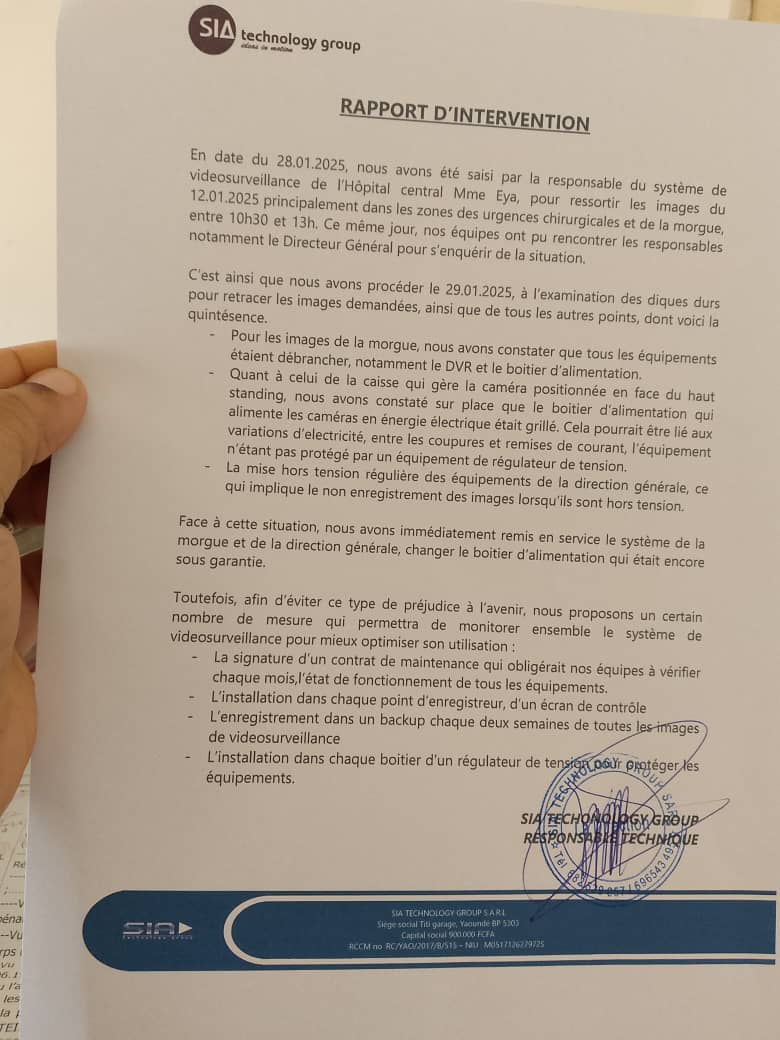 SIA technology group
ideas in motion
RAPPORT D'INTERVENTION
En date du 28.01.2025, nous avons été saisi par la responsable du système de
videosurveillance de l'Hôpital central Mme Eya, pour ressortir les images du
12.01.2025 principalement dans les zones des urgences chirurgicales et de la morgue,
entre 10h30 et 13h. Ce même jour, nos équipes ont pu rencontrer les responsables
notamment le Directeur Général pour s'enquérir de la situation.
C'est ainsi que nous avons procéder le 29.01.2025, à l'examination des diques durs
pour retracer les images demandées, ainsi que de tous les autres points, dont voici la
quintésence.
- Pour les images de la morgue, nous avons constater que tous les équipements
étaient débrancher, notamment le DVR et le boitier d'alimentation.
- Quant à celui de la caisse qui gère la caméra positionnée en face du haut
standing, nous avons constaté sur place que le boitier d'alimentation qui
alimente les caméras en énergie électrique était grillé. Cela pourrait être lié aux
variations d'electricité, entre les coupures et remises de courant, l'équipement
n'étant pas protégé par un équipement de régulateur de tension.
- La mise hors tension régulière des équipements de la direction générale, ce
qui implique le non enregistrement des images lorsqu'ils sont hors tension.
Face à cette situation, nous avons immédiatement remis en service le système de la
morgue et de la direction générale, changer le boitier d'alimentation qui était encore
sous garantie.
Toutefois, afin d'éviter ce type de préjudice à l'avenir, nous proposons un certain
nombre de mesure qui permettra de monitorer ensemble le système de
videosurveillance pour mieux optimiser son utilisation :
- La signature d'un contrat de maintenance qui obligérait nos équipes à vérifier
chaque mois,l'état de fonctionement de tous les équipements.
- L'installation dans chaque point d'enregistreur, d'un écran de contrôle
- L'enregistrement dans un backup chaque deux semaines de toutes les images
de videosurveillance
- L'installation dans chaque boitier d'un régulateur de tension pour protéger les
équipements.
SIA TECHONOLOGY GROUP
RESPONSABLE TECHNIQUE
SIA TECHNOLOGY GROUP SARL
SIA
technology group
SIA TECHNOLOGY GROUP S.A.R.L
Siège social Titi garage, Yaoundé BP 5303
Capital social 900.000 FCFA
RCCM no RC/YAO/2017/B/515 – NIU : M051712627972S